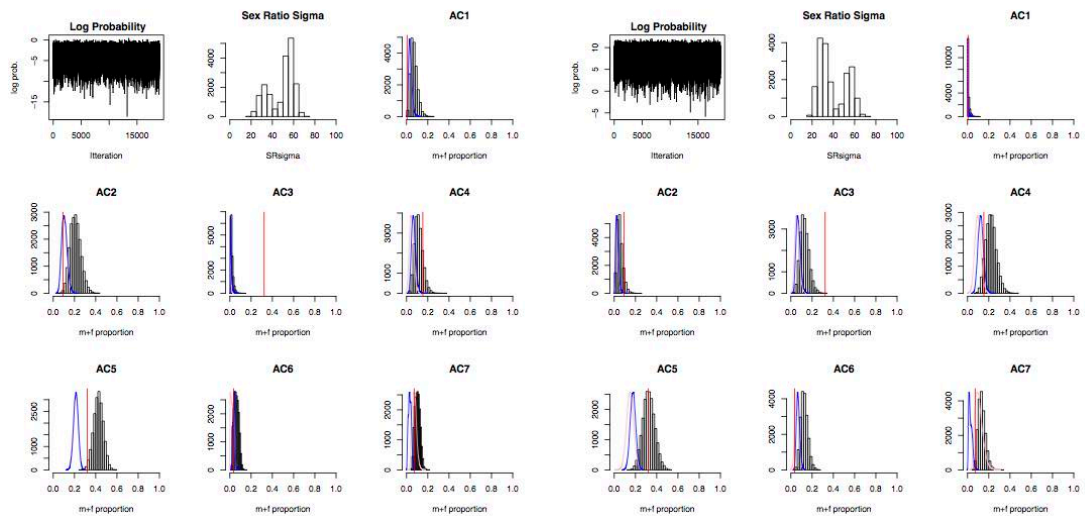 Log Probability
log prob.
0
-5
-15
0 5000 15000
Itteration
Sex Ratio Sigma
0 2000 4000
0 20 40 60 80 100
SRsigma
AC1
0 2000 4000
0.0 0.2 0.4 0.6 0.8 1.0
m+f proportion
Log Probability
log prob.
10
5
0
-5
0 5000 15000
Itteration
Sex Ratio Sigma
0 2000 4000
0 20 40 60 80 100
SRsigma
AC1
0 4000 10000
0.0 0.2 0.4 0.6 0.8 1.0
m+f proportion
AC2
0 1000 2000 3000
0.0 0.2 0.4 0.6 0.8 1.0
m+f proportion
AC3
0 2000 4000
0.0 0.2 0.4 0.6 0.8 1.0
m+f proportion
AC4
0 1000 3000
0.0 0.2 0.4 0.6 0.8 1.0
m+f proportion
AC2
0 2000 4000
0.0 0.2 0.4 0.6 0.8 1.0
m+f proportion
AC3
0 1000 3000
0.0 0.2 0.4 0.6 0.8 1.0
m+f proportion
AC4
0 1000 2000 3000 4000
0.0 0.2 0.4 0.6 0.8 1.0
m+f proportion
AC5
0 1000 3000
0.0 0.2 0.4 0.6 0.8 1.0
m+f proportion
AC6
0 1000 2000
0.0 0.2 0.4 0.6 0.8 1.0
m+f proportion
AC7
0 1000 2000
0.0 0.2 0.4 0.6 0.8 1.0
m+f proportion
AC5
0 1000 2000
0.0 0.2 0.4 0.6 0.8 1.0
m+f proportion
AC6
0 1000 2000 3000 4000
0.0 0.2 0.4 0.6 0.8 1.0
m+f proportion
AC7
0 1000 2000 3000 4000
0.0 0.2 0.4 0.6 0.8 1.0
m+f proportion